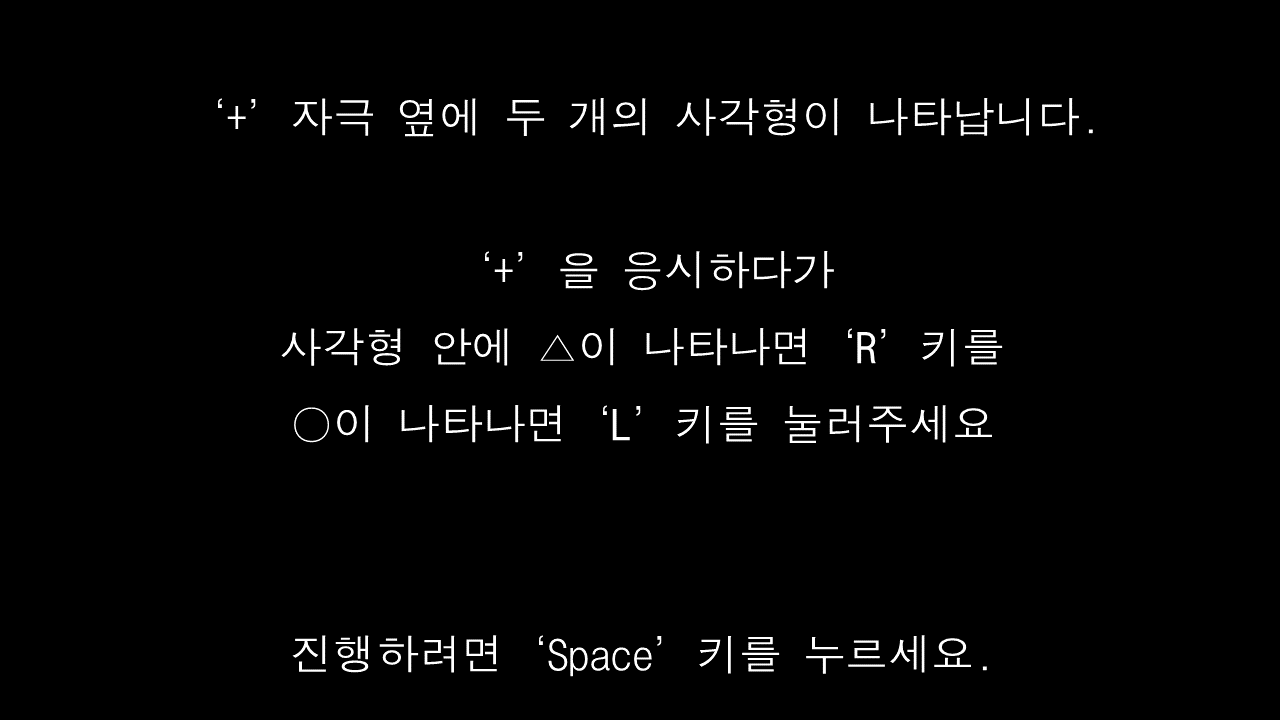 ‘+’ 자극 옆에 두 개의 사각형이 나타납니다.
‘+’ 을 응시하다가
사각형 안에 △이 나타나면 ‘R’ 키를
○이 나타나면 ‘L’ 키를 눌러주세요
진행하려면 ‘Space’ 키를 누르세요.